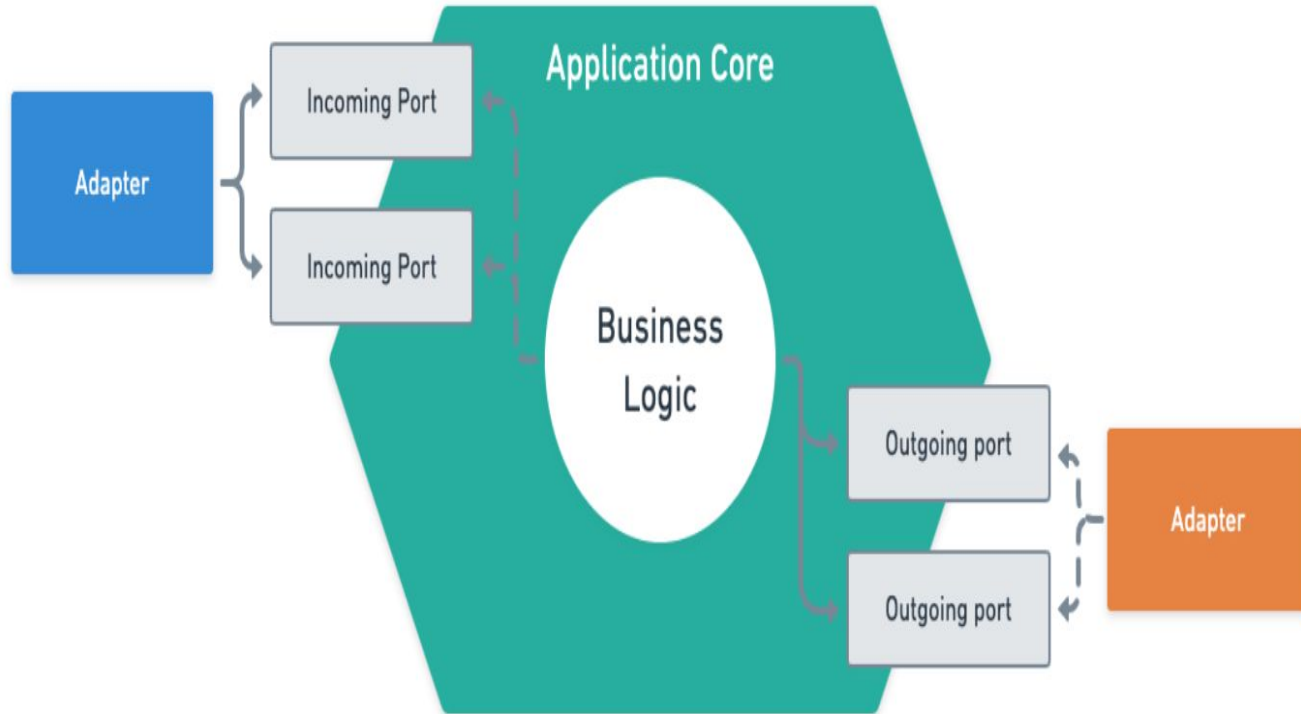 Application Core
Incoming Port
Adapter
Incoming Port
Business
Logic
Outgoing port
Adapter
Outgoing port